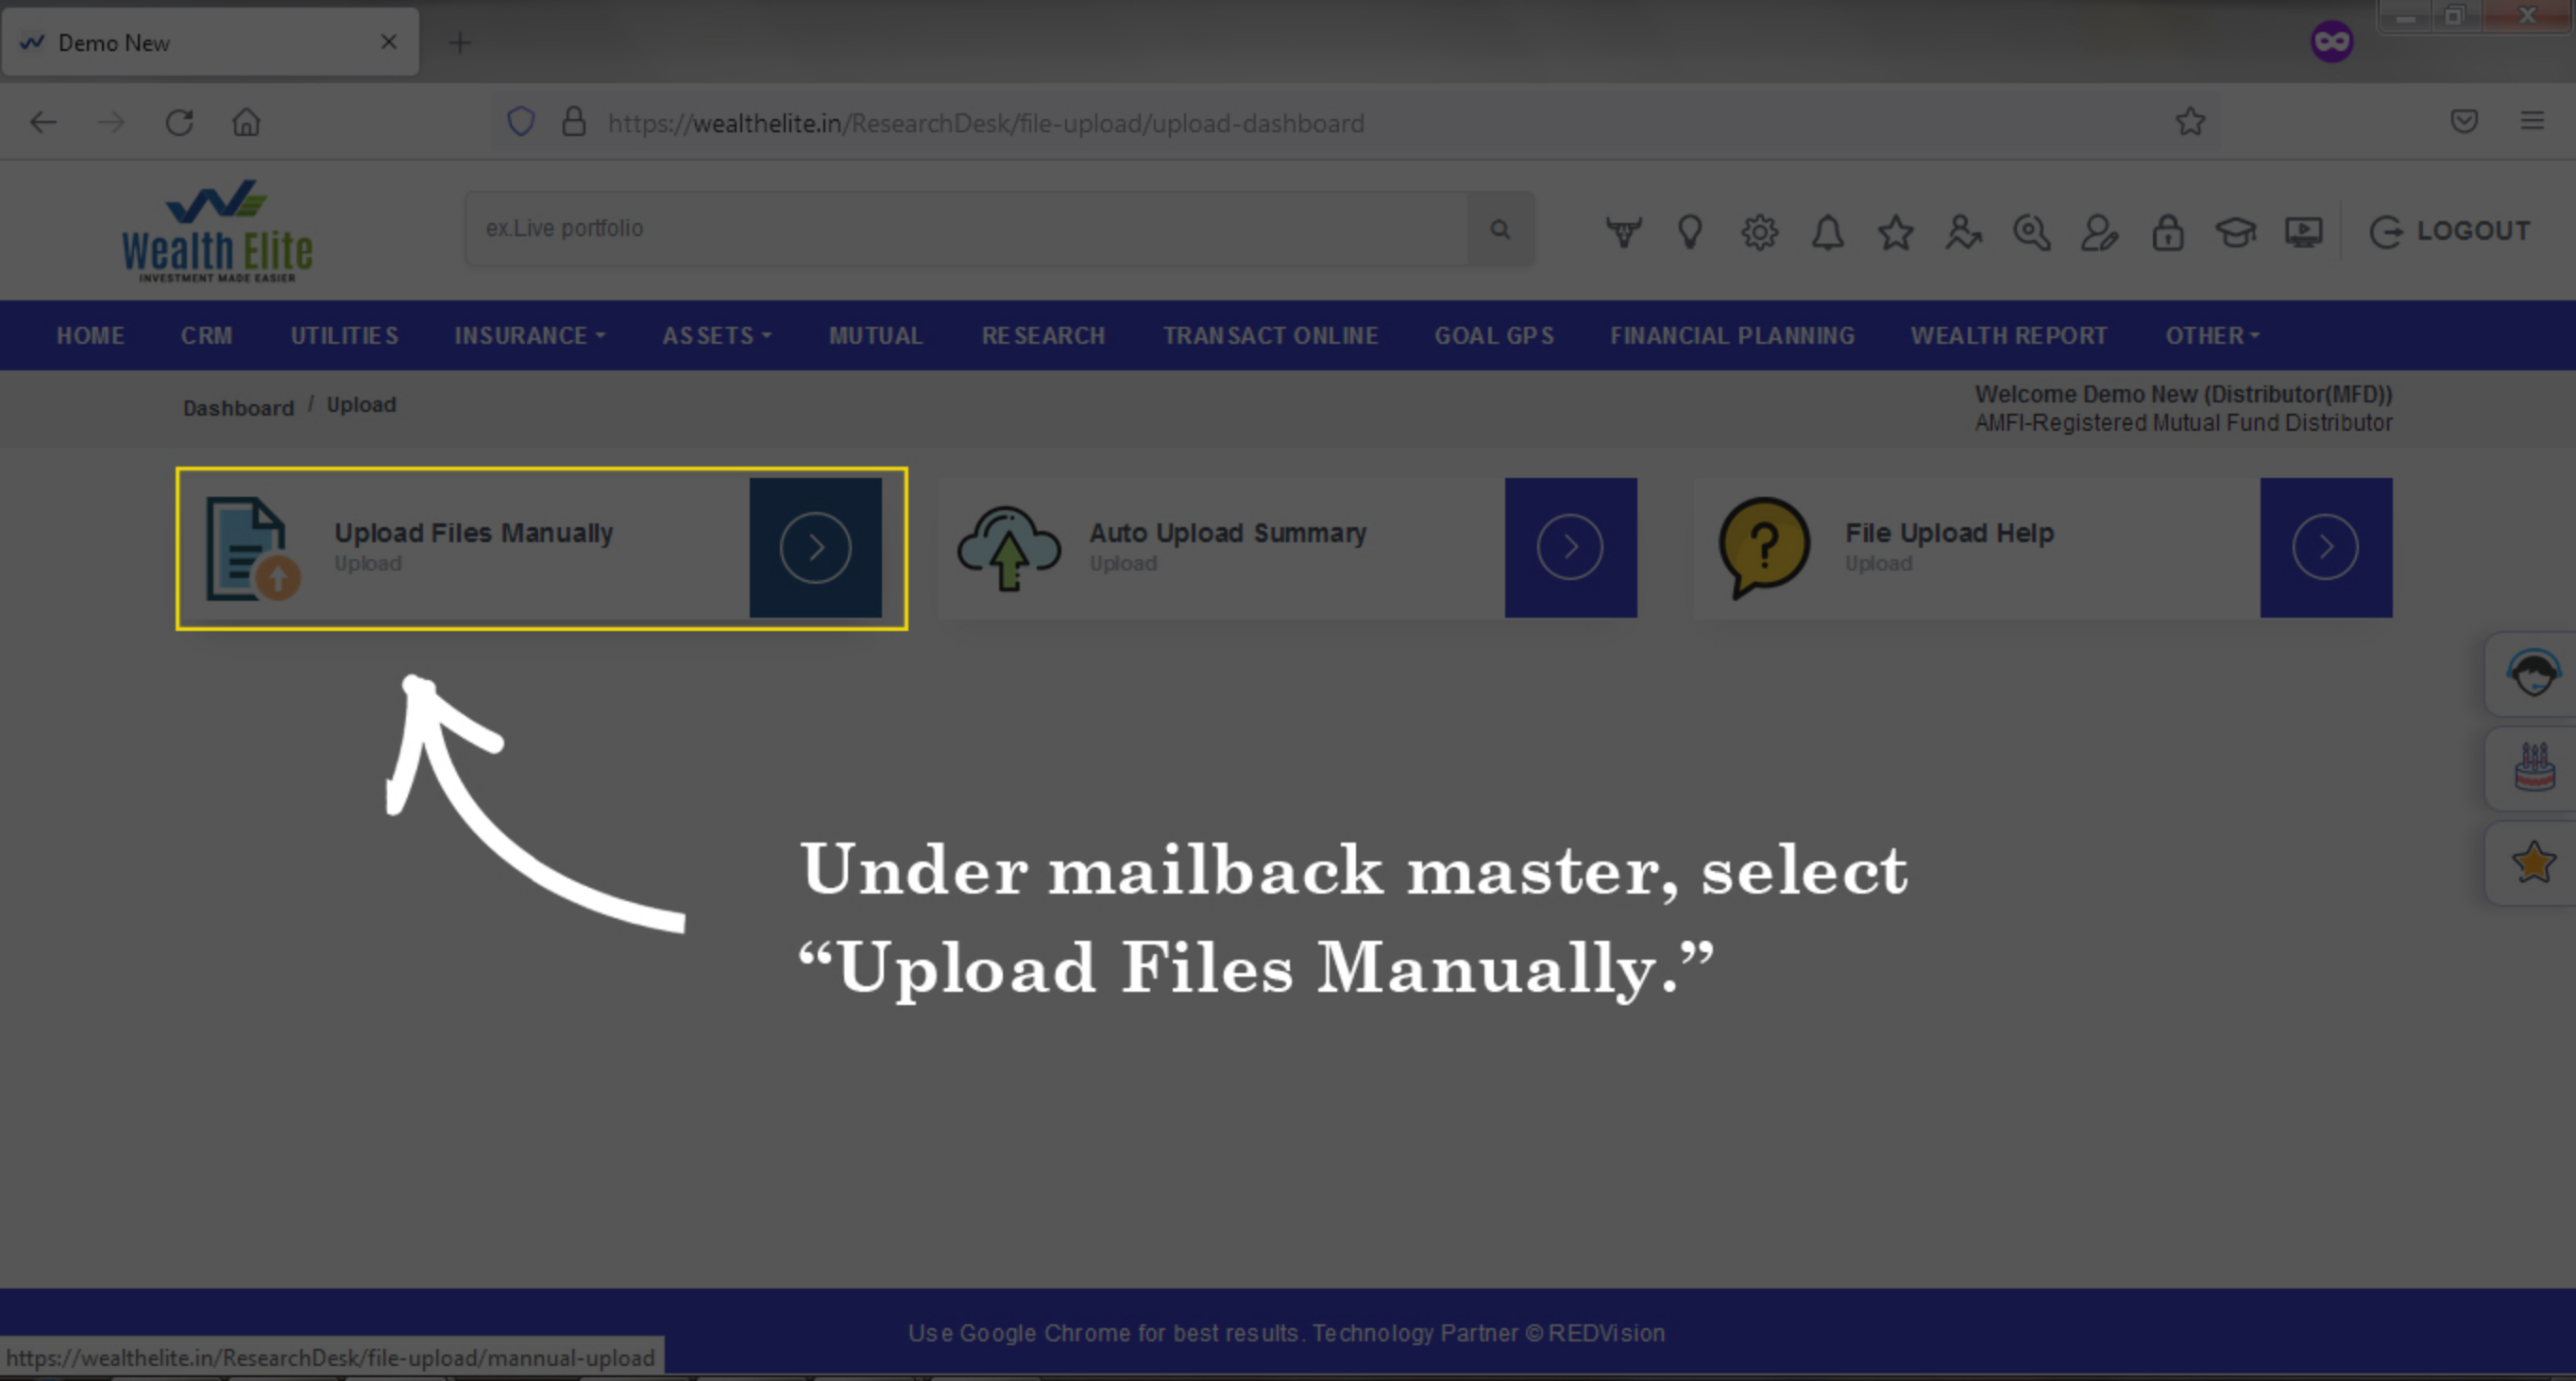 Demo New
https://wealthelite.in/ResearchDesk/file-upload/upload-dashboard
Wealth Elite
INVESTMENT MADE EASIER
ex.Live portfolio
LOGOUT
HOME CRM UTILITIES INSURANCE ASSETS MUTUAL RESEARCH TRANSACT ONLINE GOAL GPS FINANCIAL PLANNING WEALTH REPORT OTHER
Dashboard / Upload
Welcome Demo New (Distributor(MFD))
AMFI-Registered Mutual Fund Distributor
Upload Files Manually
Upload
Auto Upload Summary
Upload
File Upload Help
Upload
Under mailback master, select
“Upload Files Manually.”
Use Google Chrome for best results. Technology Partner © REDVision
https://wealthelite.in/ResearchDesk/file-upload/mannual-upload